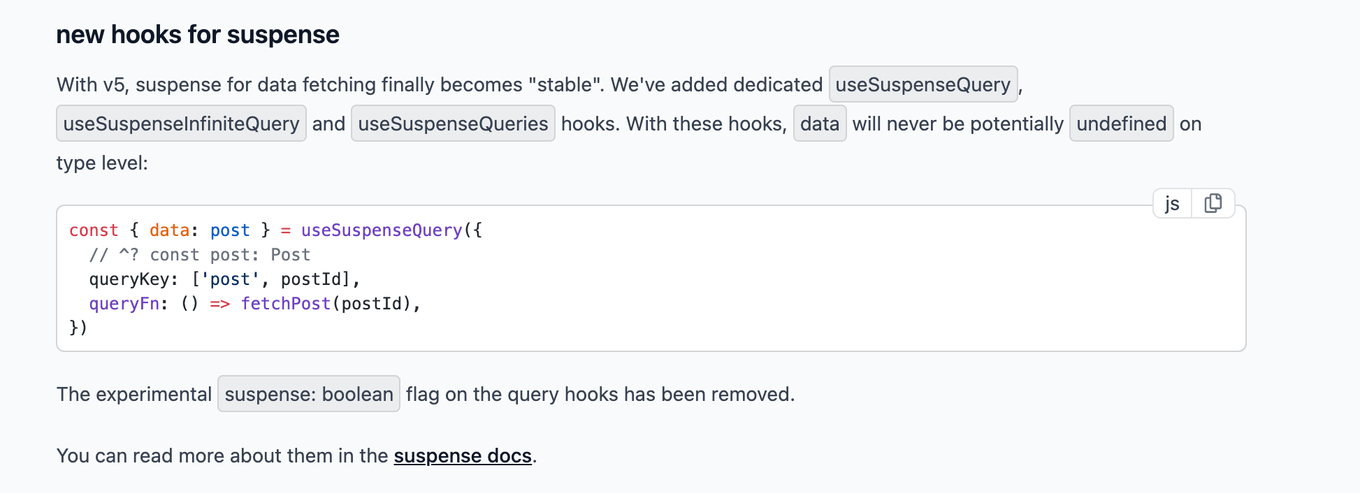 new hooks for suspense
With v5, suspense for data fetching finally becomes "stable". We've added dedicated useSuspenseQuery,
useSuspenseInfiniteQuery and useSuspenseQueries hooks. With these hooks, data will never be potentially undefined on
type level:
js
const { data: post } = useSuspenseQuery({
  // ^? const post: Post
  queryKey: ['post', postId],
  queryFn: () => fetchPost(postId),
})
The experimental suspense: boolean flag on the query hooks has been removed.
You can read more about them in the suspense docs.